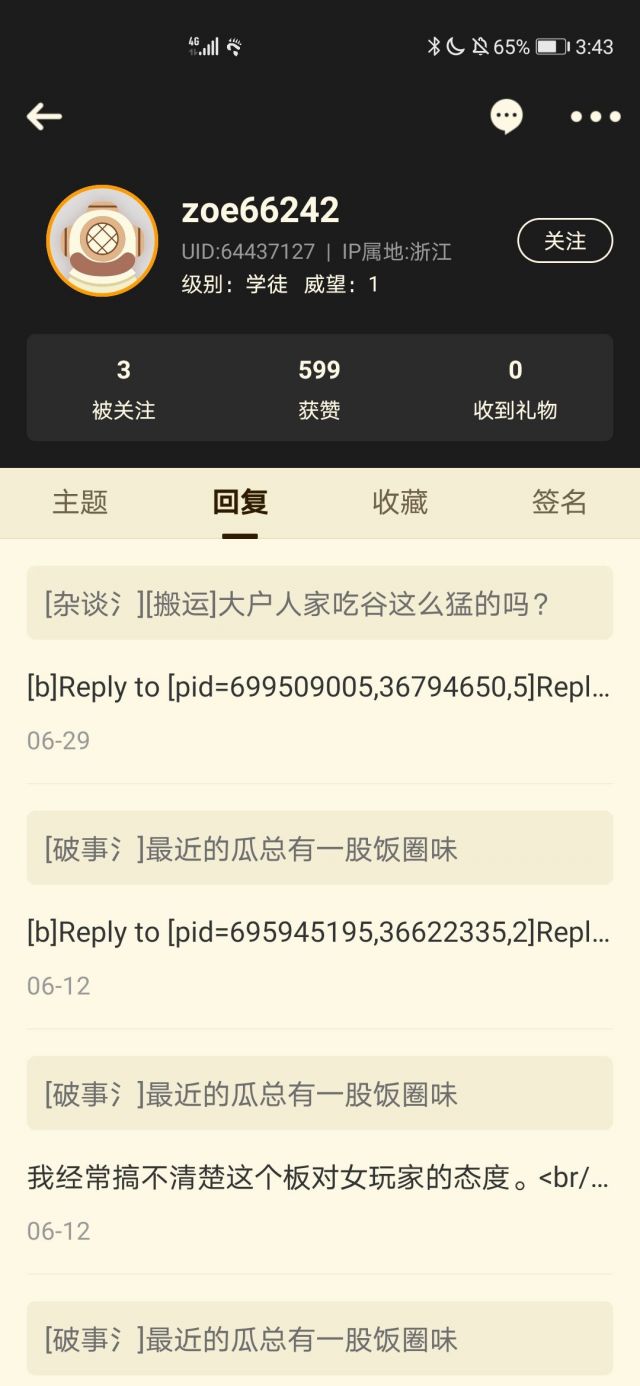 4G 65% 3:43
zoe66242
UID:64437127 | IP属地:浙江
关注
级别：学徒 威望：1
3 599 0
被关注 获赞 收到礼物
主题 回复 收藏 签名
[杂谈氵][搬运]大户人家吃谷这么猛的吗？
[b]Reply to [pid=699509005,36794650,5]Repl...
06-29
[破事氵]最近的瓜总有一股饭圈味
[b]Reply to [pid=695945195,36622335,2]Repl...
06-12
[破事氵]最近的瓜总有一股饭圈味
我经常搞不清楚这个板对女玩家的态度。<br/...
06-12
[破事氵]最近的瓜总有一股饭圈味